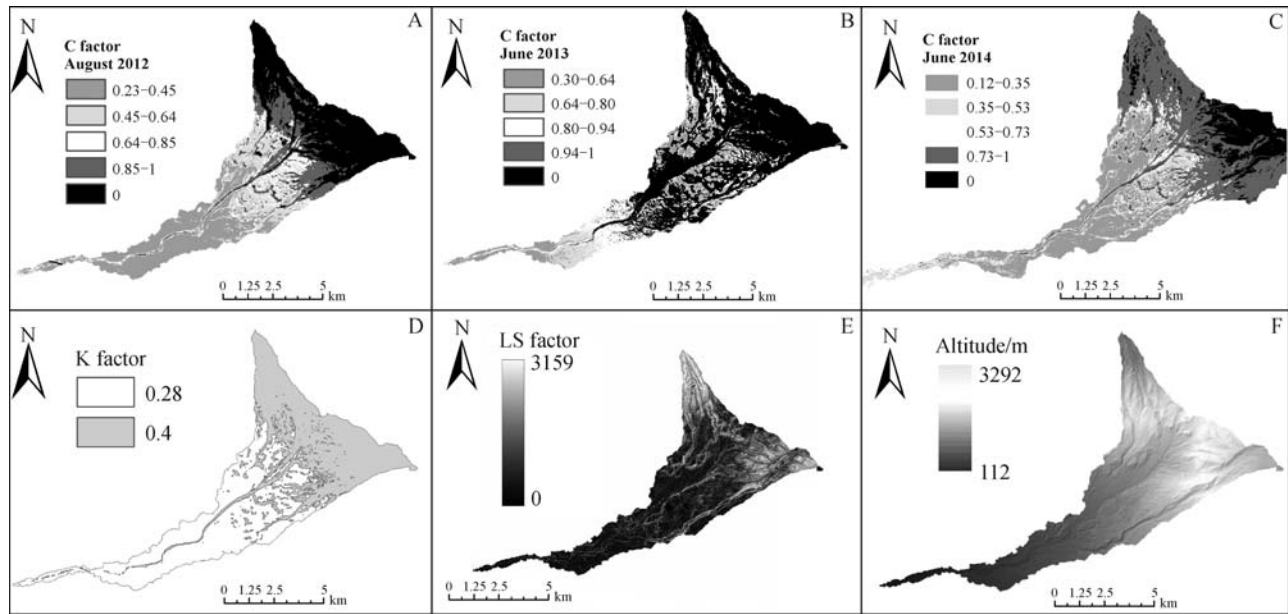 A
N
C factor
August 2012
0.23−0.45
0.45−0.64
0.64−0.85
0.85−1
0
0 1.25 2.5 5
km
B
N
C factor
June 2013
0.30−0.64
0.64−0.80
0.80−0.94
0.94−1
0
0 1.25 2.5 5
km
C
N
C factor
June 2014
0.12−0.35
0.35−0.53
0.53−0.73
0.73−1
0
0 1.25 2.5 5
km
D
N
K factor
0.28
0.4
0 1.25 2.5 5
km
E
N
LS factor
3159
0
0 1.25 2.5 5
km
F
N
Altitude/m
3292
112
0 1.25 2.5 5
km